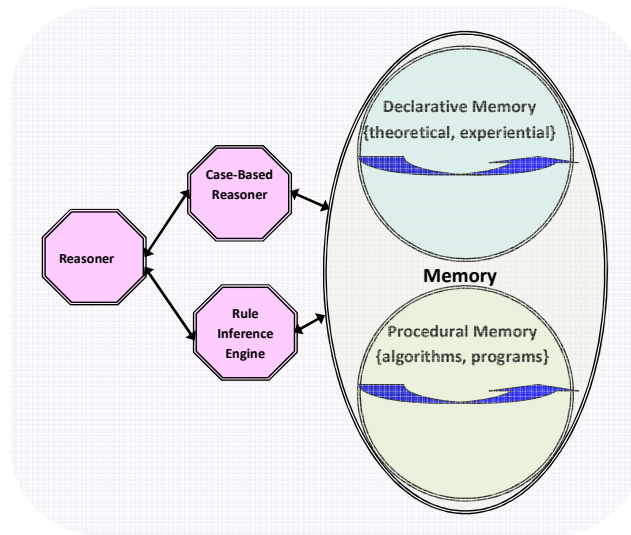 Declarative Memory
{theoretical, experiential}
Case-Based
Reasoner
Reasoner
Memory
Rule
Inference
Engine
Procedural Memory
{algorithms, programs}